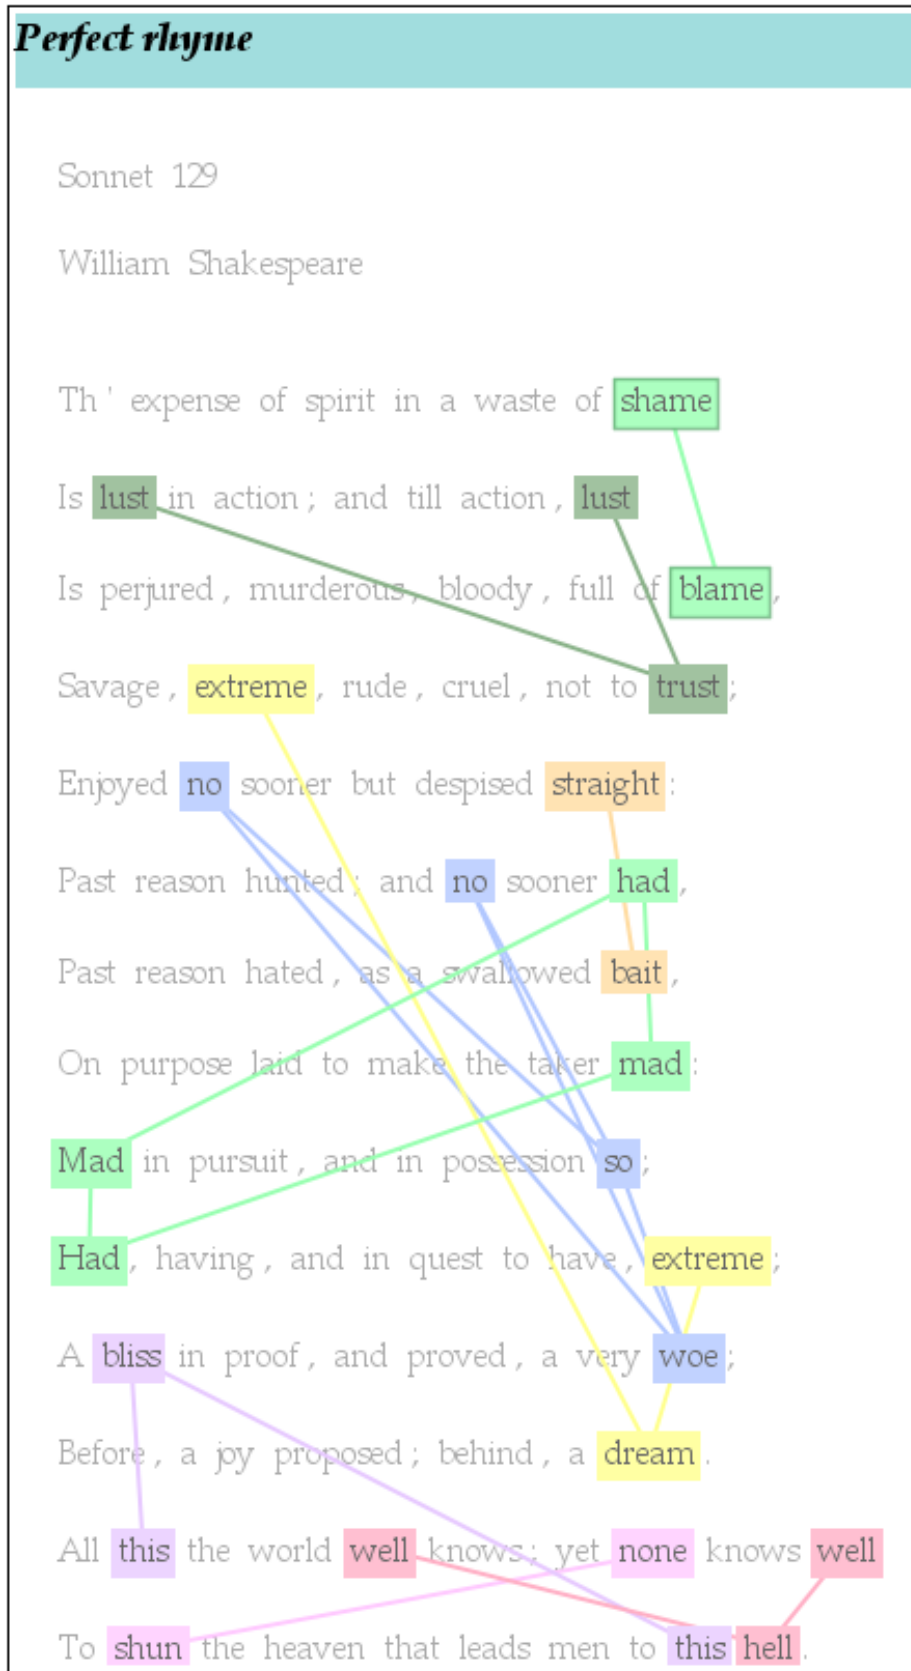 Perfect rhyme
Sonnet 129
William Shakespeare
Th ' expense of spirit in a waste of shame
Is lust in action ; and till action , lust
Is perjured , murderous , bloody , full of blame ,
Savage , extreme , rude , cruel , not to trust ;
Enjoyed no sooner but despised straight :
Past reason hunted ; and no sooner had ,
Past reason hated , as a swallowed bait ,
On purpose laid to make the taker mad :
Mad in pursuit , and in possession so ;
Had , having , and in quest to have , extreme ;
A bliss in proof , and proved , a very woe ;
Before , a joy proposed ; behind , a dream .
All this the world well knows ; yet none knows well
To shun the heaven that leads men to this hell .